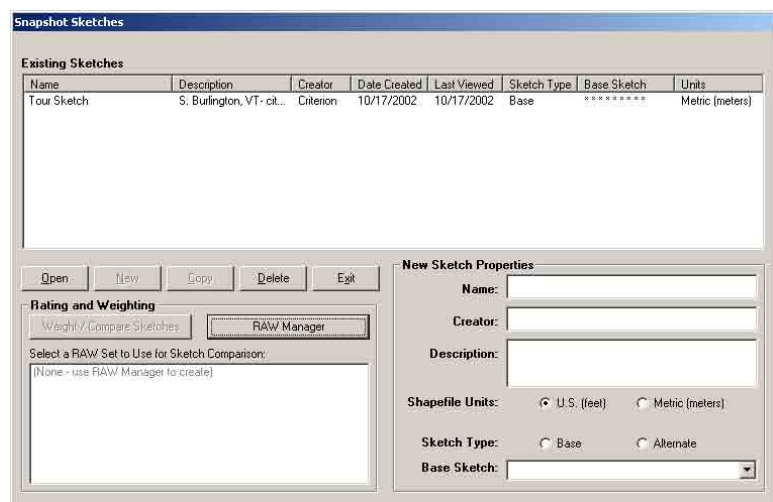 Snapshot Sketches
Existing Sketches
Name Description Creator Date Created Last Viewed Sketch Type Base Sketch Units
Tour Sketch S. Burlington, VT- cit... Criterion 10/17/2002 10/17/2002 Base ********* Metric (meters)
Open New Copy Delete Exit
Rating and Weighting
Weight / Compare Sketches RAW Manager
Select a RAW Set to Use for Sketch Comparison:
(None - use RAW Manager to create)
New Sketch Properties
Name:
Creator:
Description:
Shapefile Units: U.S. (feet) Metric (meters)
Sketch Type: Base Alternate
Base Sketch: